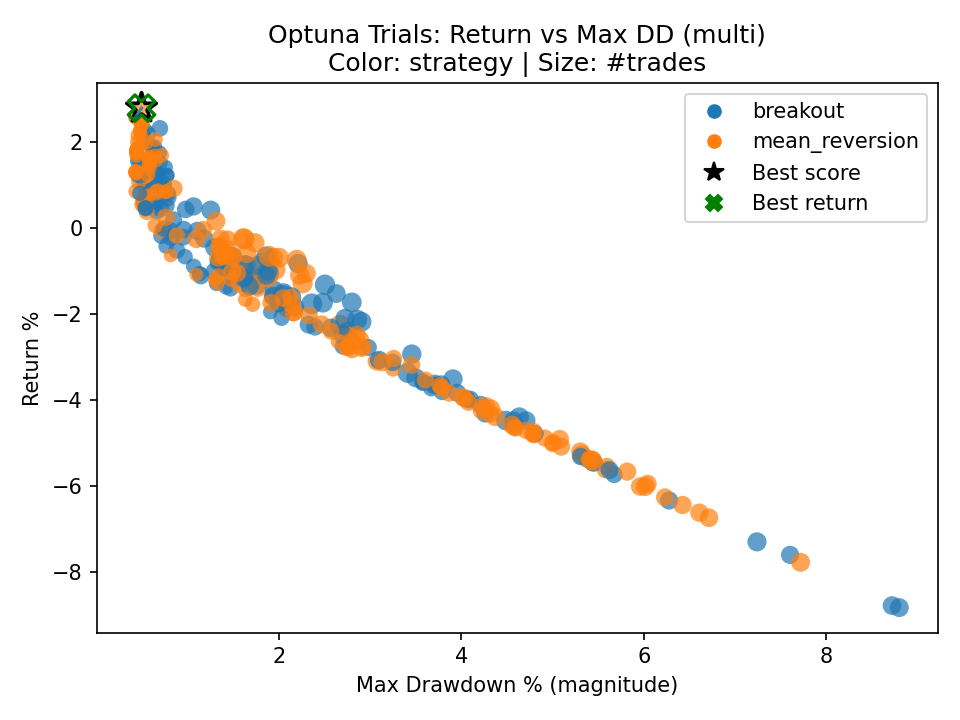 Optuna Trials: Return vs Max DD (multi)
Color: strategy | Size: #trades
breakout
mean_reversion
Best score
Best return
Return %
2
0
−2
−4
−6
−8
2
4
6
8
Max Drawdown % (magnitude)